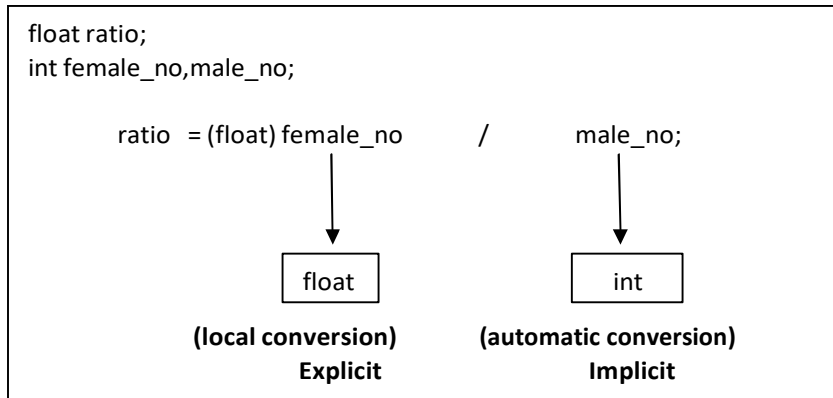 float ratio;
int female_no,male_no;
ratio = (float) female_no / male_no;
float int
(local conversion) (automatic conversion)
Explicit Implicit